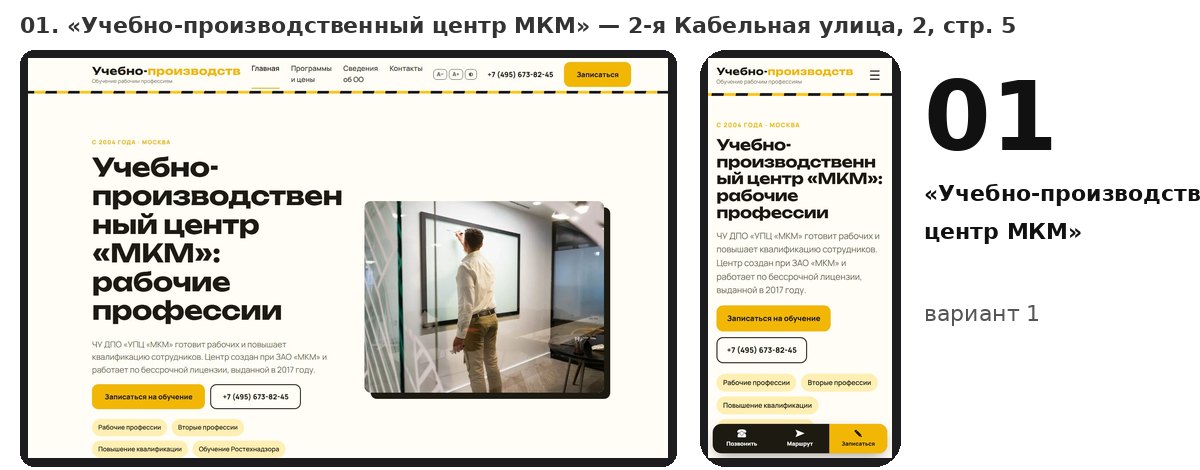 01. «Учебно-производственный центр МКМ» — 2-я Кабельная улица, 2, стр. 5
Учебно-производств
Обучение рабочим профессиям
Главная
Программы
и цены
Сведения
об ОО
Контакты
A− A+
+7 (495) 673-82-45
Записаться
С 2004 ГОДА · МОСКВА
Учебно-
производствен
ный центр
«МКМ»:
рабочие
профессии
ЧУ ДПО «УПЦ «МКМ» готовит рабочих и повышает
квалификацию сотрудников. Центр создан при ЗАО «МКМ» и
работает по бессрочной лицензии, выданной в 2017 году.
Записаться на обучение
+7 (495) 673-82-45
Рабочие профессии
Вторые профессии
Повышение квалификации
Обучение Ростехнадзора
Учебно-производств
Обучение рабочим профессиям
С 2004 ГОДА · МОСКВА
Учебно-
производственн
ый центр «МКМ»:
рабочие
профессии
ЧУ ДПО «УПЦ «МКМ» готовит рабочих и
повышает квалификацию сотрудников.
Центр создан при ЗАО «МКМ» и
работает по бессрочной лицензии,
выданной в 2017 году.
Записаться на обучение
+7 (495) 673-82-45
Рабочие профессии
Вторые профессии
Повышение квалификации
Позвонить
Маршрут
Записаться
01
«Учебно-производств
центр МКМ»
вариант 1